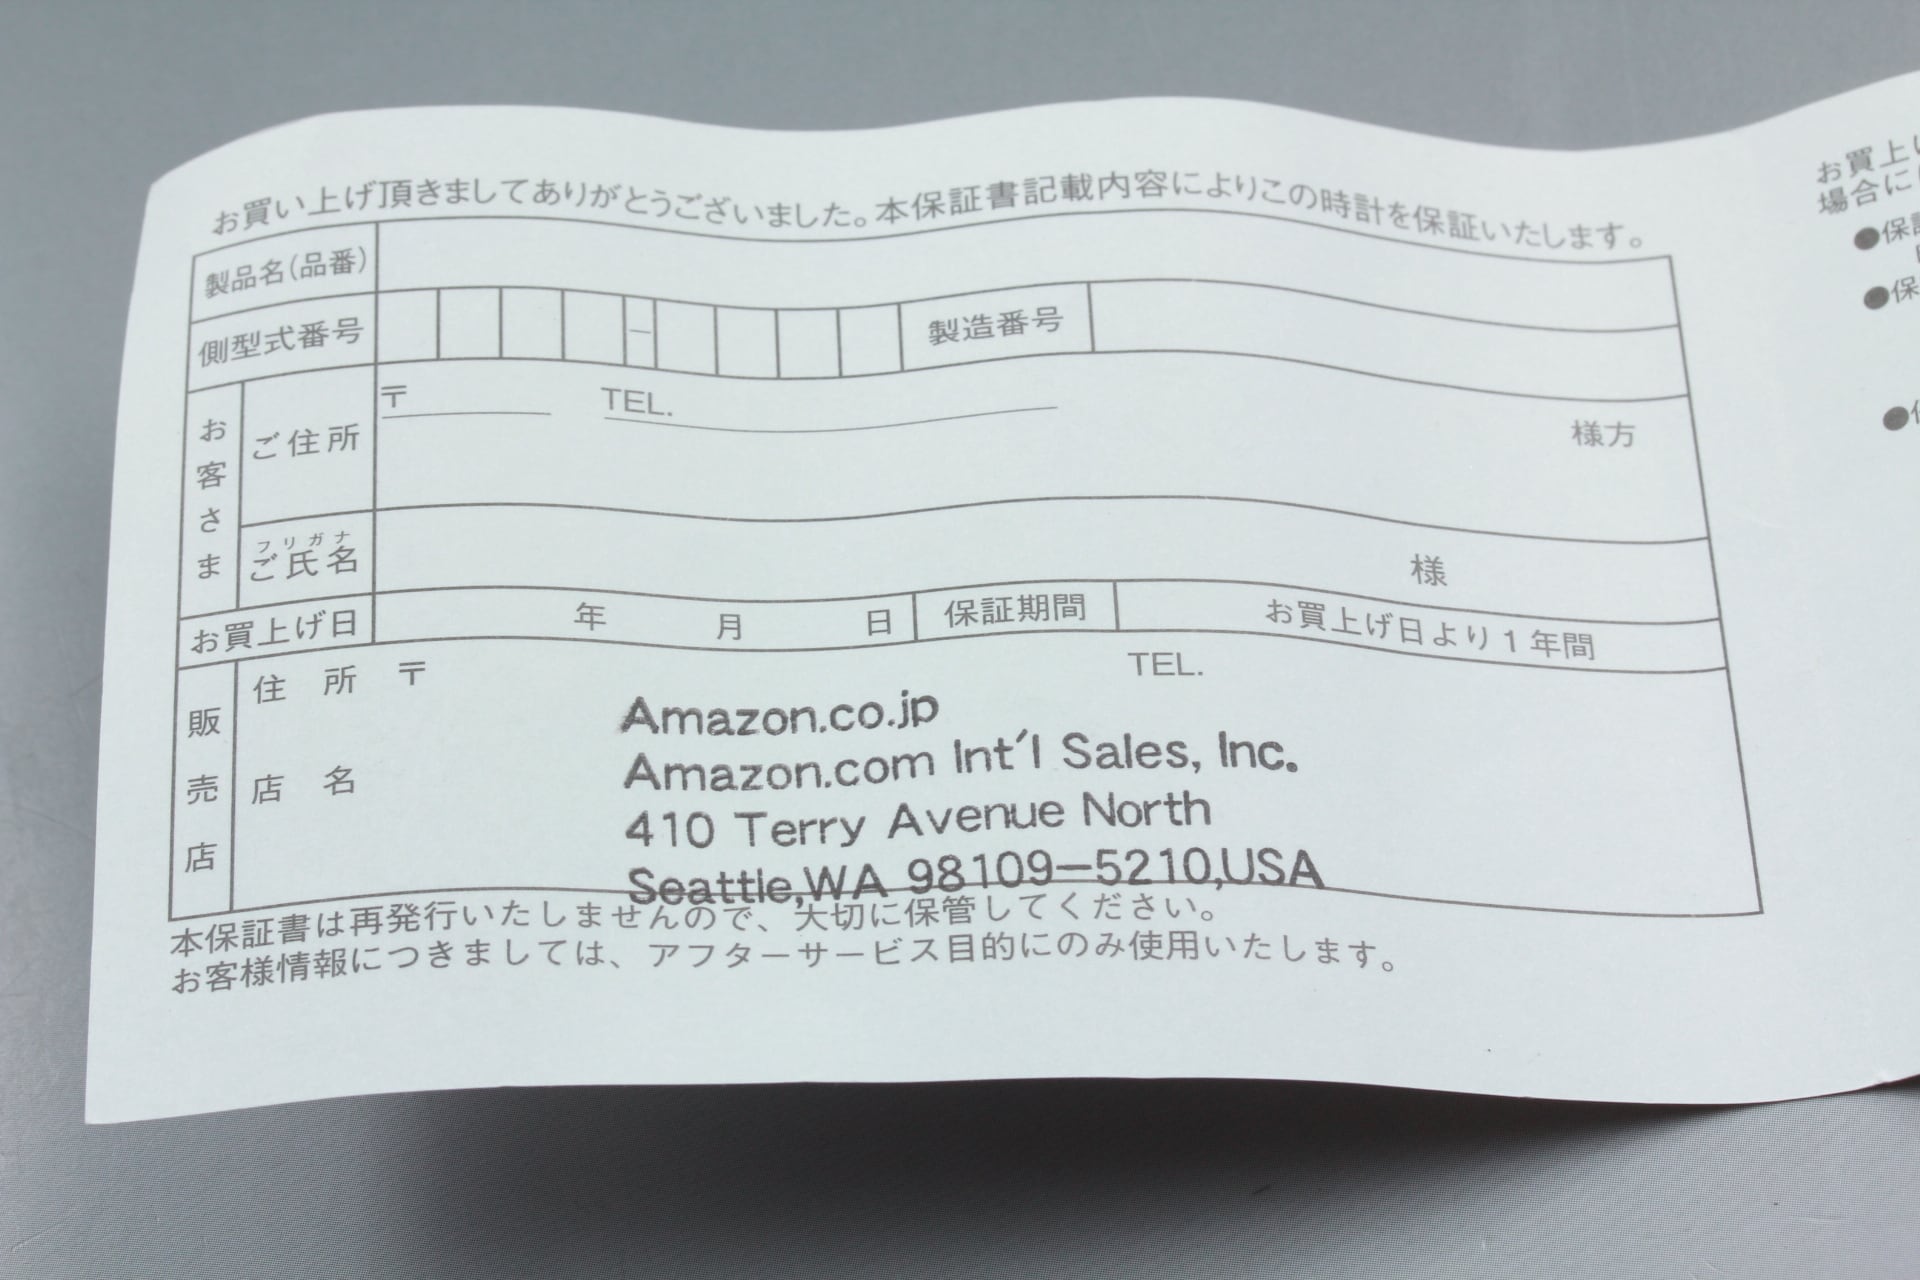 お買い上げ頂きましてありがとうございました。本保証書記載内容によりこの時計を保証いたします。
製品名(品番)
側型式番号
－
製造番号
お客さま
ご住所
〒
TEL.
様方
フリガナ
ご氏名
様
お買上げ日
年 月 日
保証期間
お買上げ日より1年間
販売店
住 所 〒
TEL.
店 名
Amazon.co.jp
Amazon.com Int'l Sales, Inc.
410 Terry Avenue North
Seattle,WA 98109-5210,USA
本保証書は再発行いたしませんので、大切に保管してください。
お客様情報につきましては、アフターサービス目的にのみ使用いたします。
お買上
場合に
●保
●保